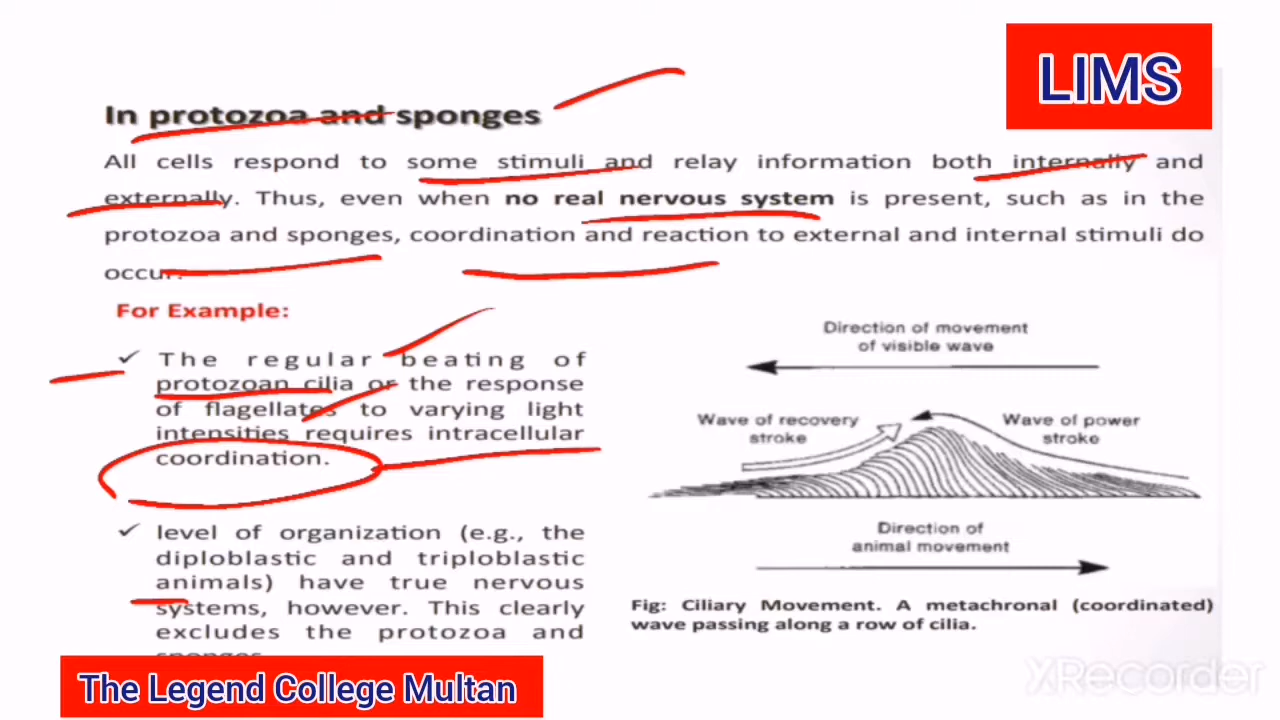 LIMS
In protozoa and sponges
All cells respond to some stimuli and relay information both internally and
externally. Thus, even when no real nervous system is present, such as in the
protozoa and sponges, coordination and reaction to external and internal stimuli do
occur.
For Example:
✓ The regular beating of
protozoan cilia or the response
of flagellates to varying light
intensities requires intracellular
coordination.
✓ level of organization (e.g., the
diploblastic and triploblastic
animals) have true nervous
systems, however. This clearly
excludes the protozoa and
Direction of movement
of visible wave
Wave of recovery
stroke
Wave of power
stroke
Direction of
animal movement
Fig: Ciliary Movement. A metachronal (coordinated)
wave passing along a row of cilia.
The Legend College Multan
XRecorder